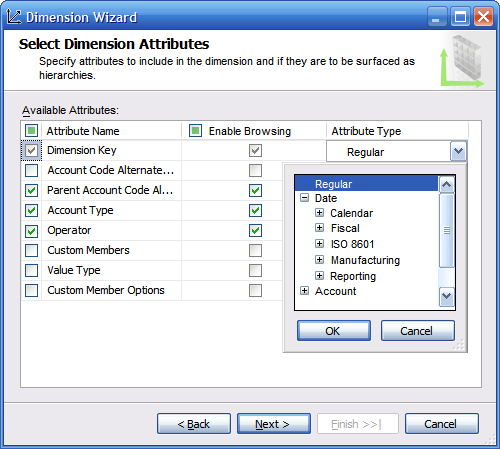 Dimension Wizard
Select Dimension Attributes
Specify attributes to include in the dimension and if they are to be surfaced as
hierarchies.
Available Attributes:
Attribute Name Enable Browsing Attribute Type
Dimension Key Regular
Account Code Alternate...
Parent Account Code Al...
Account Type
Operator
Custom Members
Value Type
Custom Member Options
Regular
Date
Calendar
Fiscal
ISO 8601
Manufacturing
Reporting
Account
OK Cancel
< Back Next > Finish >>| Cancel